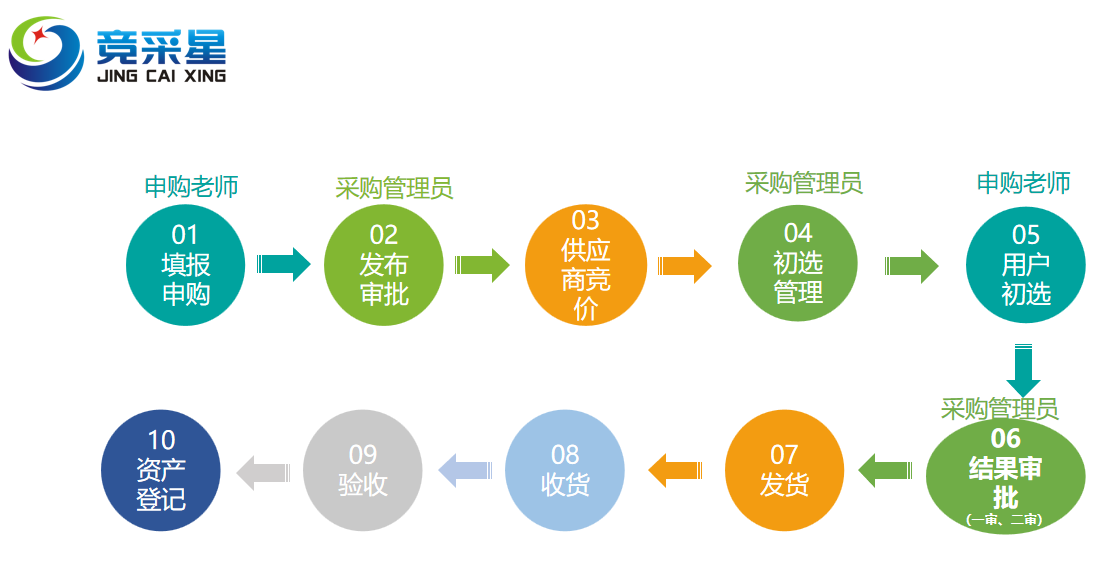 竞采星
JING CAI XING
申购老师
01
填报
申购
采购管理员
02
发布
审批
03
供应
商竞
价
采购管理员
04
初选
管理
申购老师
05
用户
初选
采购管理员
06
结果审
批
(一审、二审)
07
发货
08
收货
09
验收
10
资产
登记